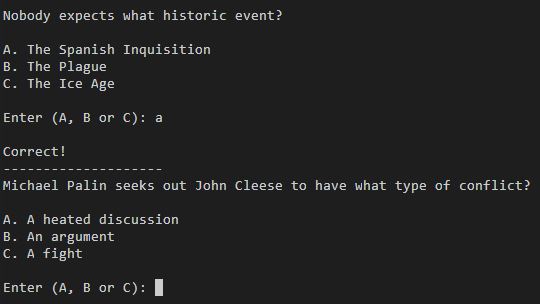 Nobody expects what historic event?
A. The Spanish Inquisition
B. The Plague
C. The Ice Age
Enter (A, B or C): a
Correct!
--------------------
Michael Palin seeks out John Cleese to have what type of conflict?
A. A heated discussion
B. An argument
C. A fight
Enter (A, B or C):